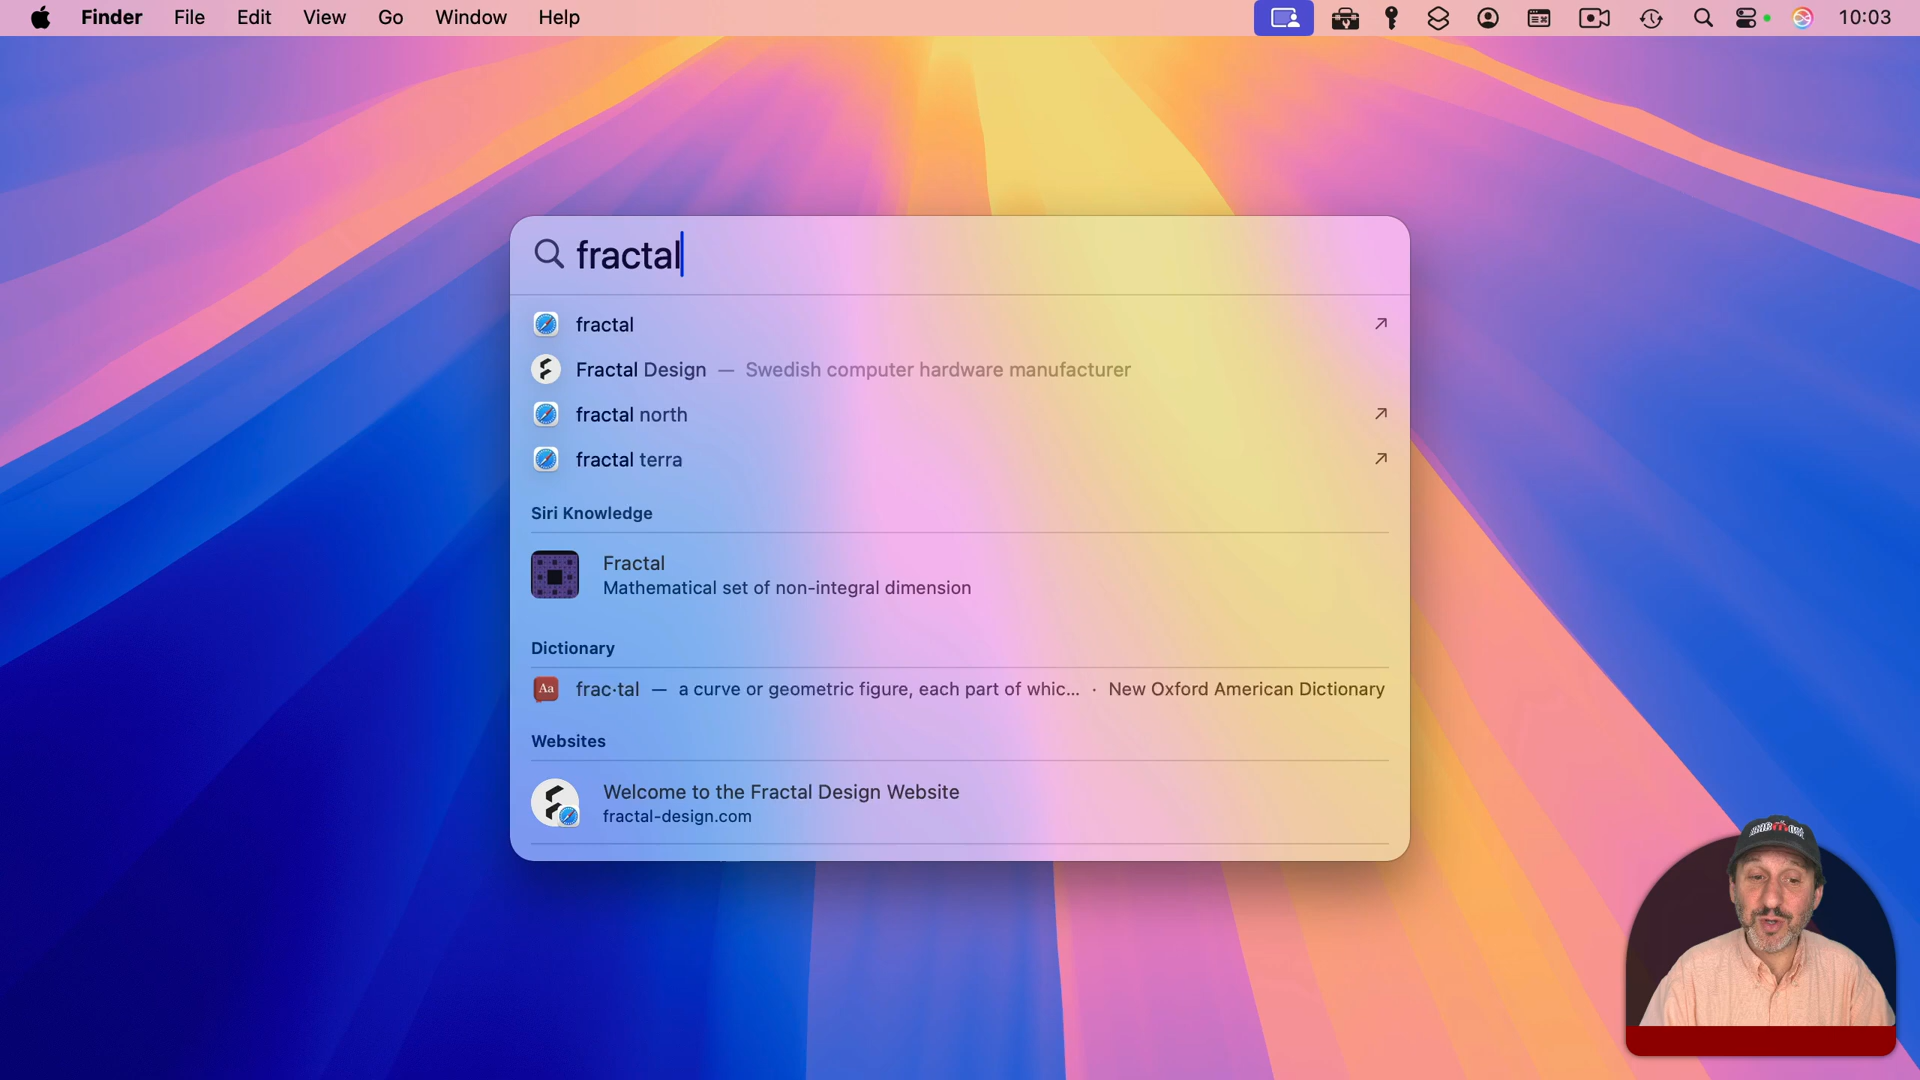 Finder File Edit View Go Window Help 10:03
fractal
fractal
Fractal Design — Swedish computer hardware manufacturer
fractal north
fractal terra
Siri Knowledge
Fractal
Mathematical set of non-integral dimension
Dictionary
Aa frac·tal — a curve or geometric figure, each part of whic... · New Oxford American Dictionary
Websites
Welcome to the Fractal Design Website
fractal-design.com